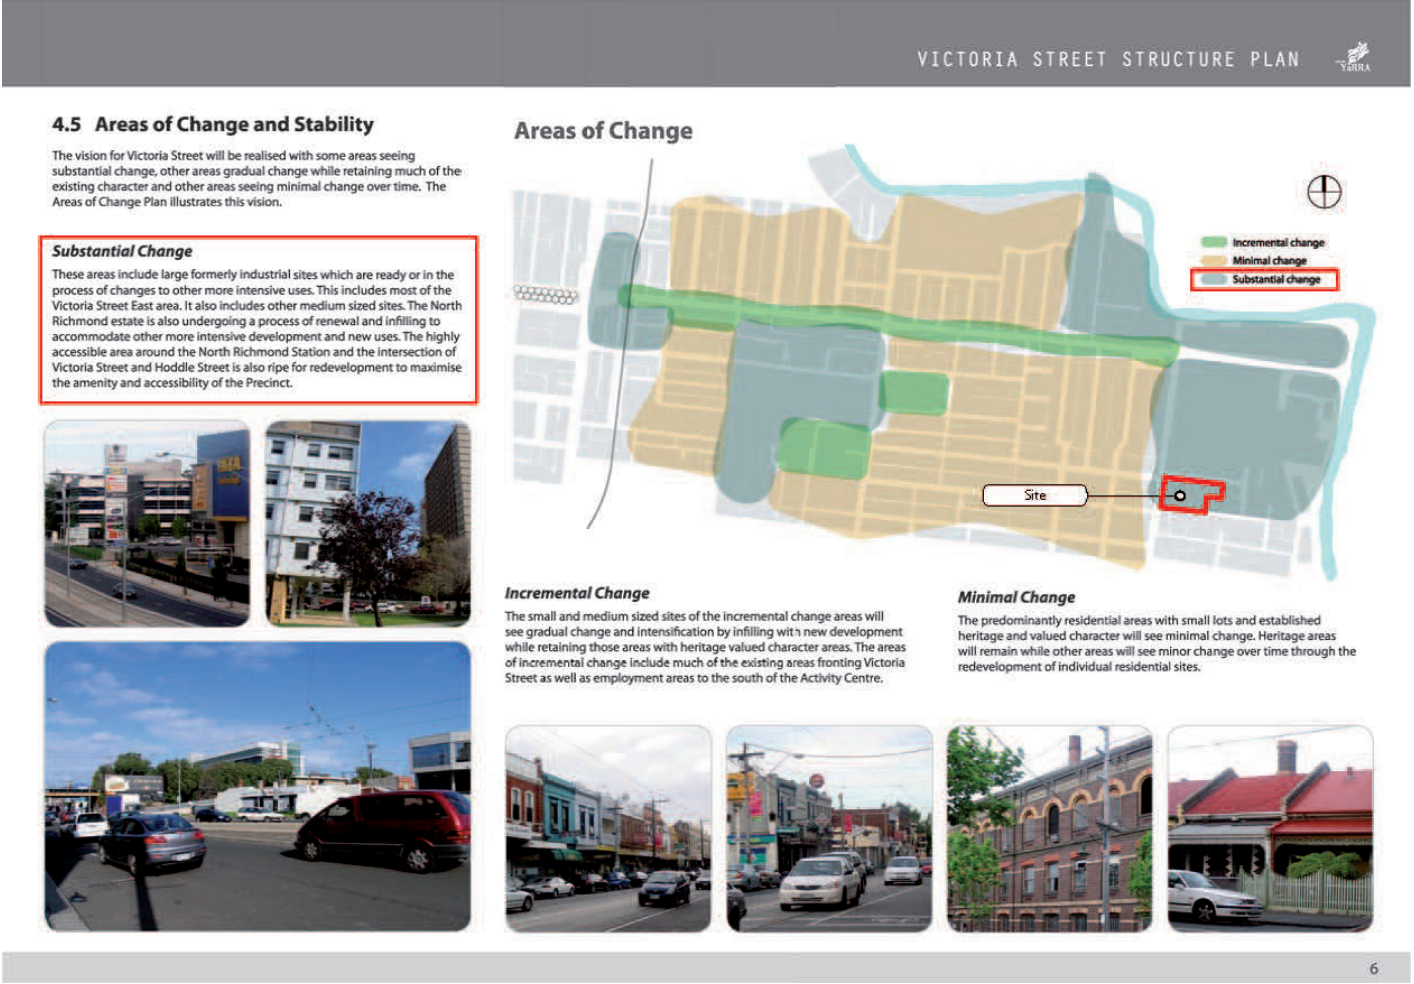 VICTORIA STREET STRUCTURE PLAN
YARRA
4.5 Areas of Change and Stability
The vision for Victoria Street will be realised with some areas seeing
substantial change, other areas gradual change while retaining much of the
existing character and other areas seeing minimal change over time. The
Areas of Change Plan illustrates this vision.
Substantial Change
These areas include large formerly industrial sites which are ready or in the
process of changes to other more intensive uses. This includes most of the
Victoria Street East area. It also includes other medium sized sites. The North
Richmond estate is also undergoing a process of renewal and infilling to
accommodate other more intensive development and new uses. The highly
accessible area around the North Richmond Station and the intersection of
Victoria Street and Hoddle Street is also ripe for redevelopment to maximise
the amenity and accessibility of the Precinct.
Areas of Change
Incremental change
Minimal change
Substantial change
Site
Incremental Change
The small and medium sized sites of the incremental change areas will
see gradual change and intensification by infilling with new development
while retaining those areas with heritage valued character areas. The areas
of incremental change include much of the existing areas fronting Victoria
Street as well as employment areas to the south of the Activity Centre.
Minimal Change
The predominantly residential areas with small lots and established
heritage and valued character will see minimal change. Heritage areas
will remain while other areas will see minor change over time through the
redevelopment of individual residential sites.
6